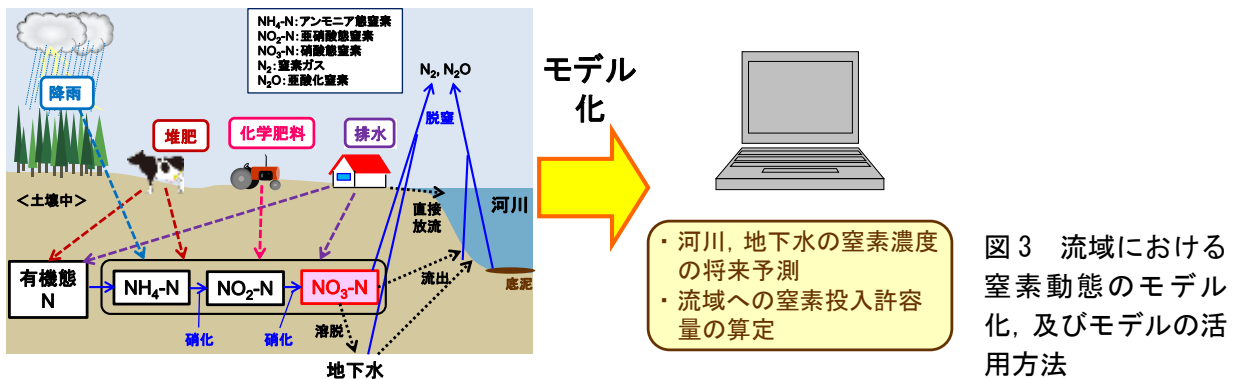 NH₄-N:アンモニア態窒素
NO₂-N:亜硝酸態窒素
NO₃-N:硝酸態窒素
N₂:窒素ガス
N₂O:亜酸化窒素
降雨
堆肥
化学肥料
排水
N₂, N₂O
脱窒
<土壌中>
直接
放流
河川
有機態
N
NH₄-N
NO₂-N
NO₃-N
硝化
硝化
溶脱
流出
底泥
地下水
モデル
化
・河川,地下水の窒素濃度
の将来予測
・流域への窒素投入許容
量の算定
図3 流域における
窒素動態のモデル
化,及びモデルの活
用方法